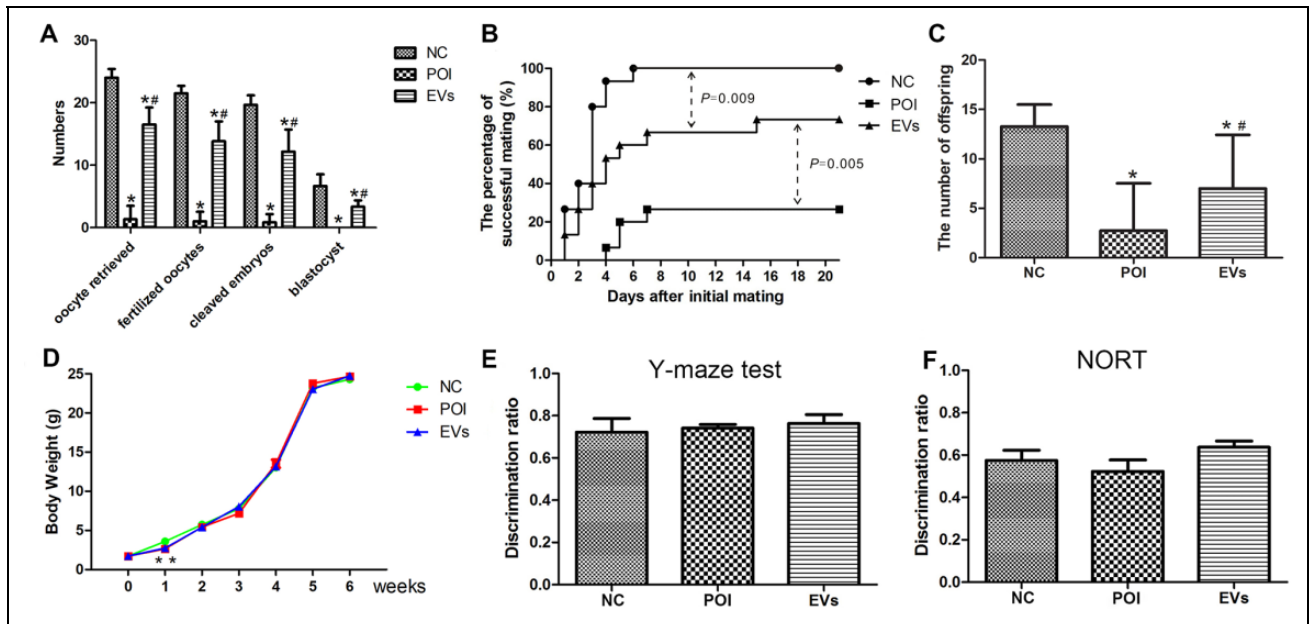 A
30
20
10
0
Numbers
NC
POI
EVs
*
*#
*
*#
*
*#
*
*#
oocyte retrieved
fertilized oocytes
cleaved embryos
blastocyst
B
The percentage of
successful mating (%)
100
80
60
40
20
0
0 2 4 6 8 10 12 14 16 18 20
Days after initial mating
P=0.009
P=0.005
NC
POI
EVs
C
The number of offspring
20
15
10
5
0
*
* #
NC POI EVs
D
Body Weight (g)
25
20
15
10
5
0
* *
0 1 2 3 4 5 6 weeks
NC
POI
EVs
E
Y-maze test
Discrimination ratio
1.0
0.8
0.6
0.4
0.2
0.0
NC POI EVs
F
NORT
Discrimination ratio
1.0
0.8
0.6
0.4
0.2
0.0
NC POI EVs